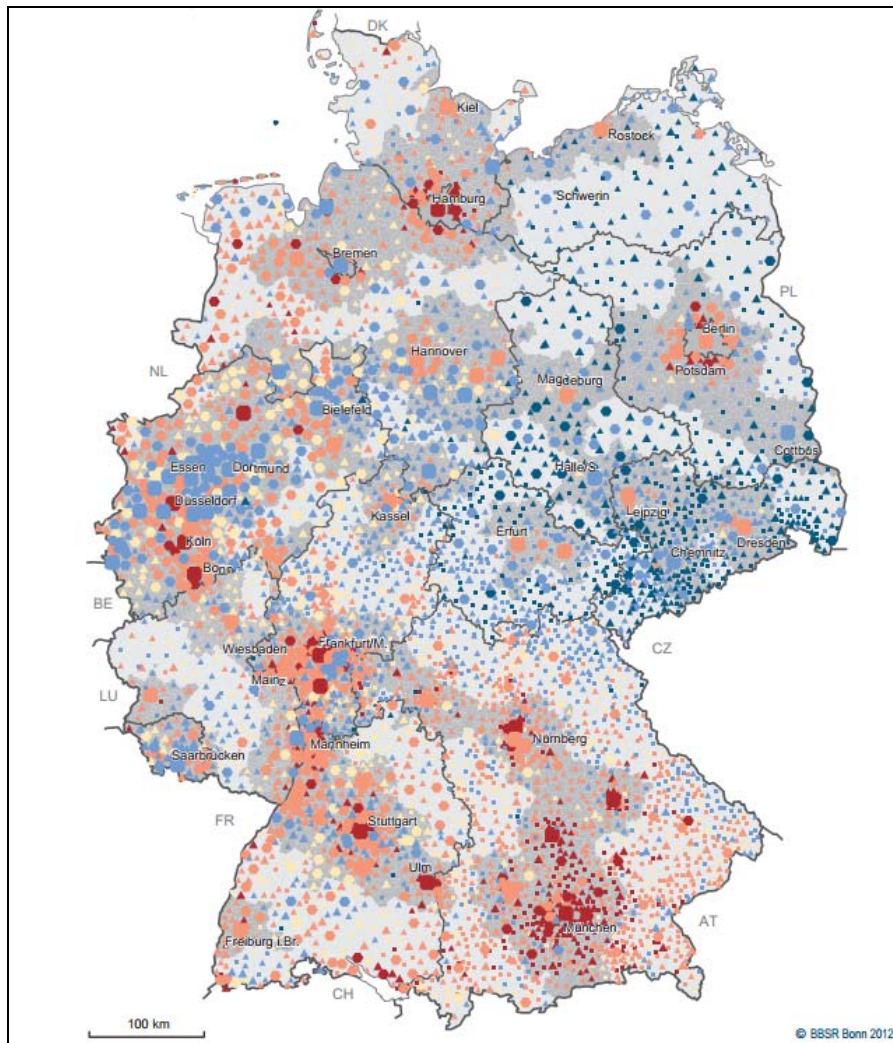 DK
Kiel
Rostock
Schwerin
Hamburg
Bremen
PL
Berlin
Hannover
Potsdam
NL
Magdeburg
Bielefeld
Cottbus
Essen
Dortmund
Halle/S.
Düsseldorf
Leipzig
Kassel
Erfurt
Dresden
Köln
Chemnitz
Bonn
BE
Wiesbaden
Frankfurt/M.
CZ
Mainz
LU
Mannheim
Nürnberg
Saarbrücken
FR
Stuttgart
Ulm
AT
München
Freiburg i.Br.
CH
100 km
© BBSR Bonn 2012